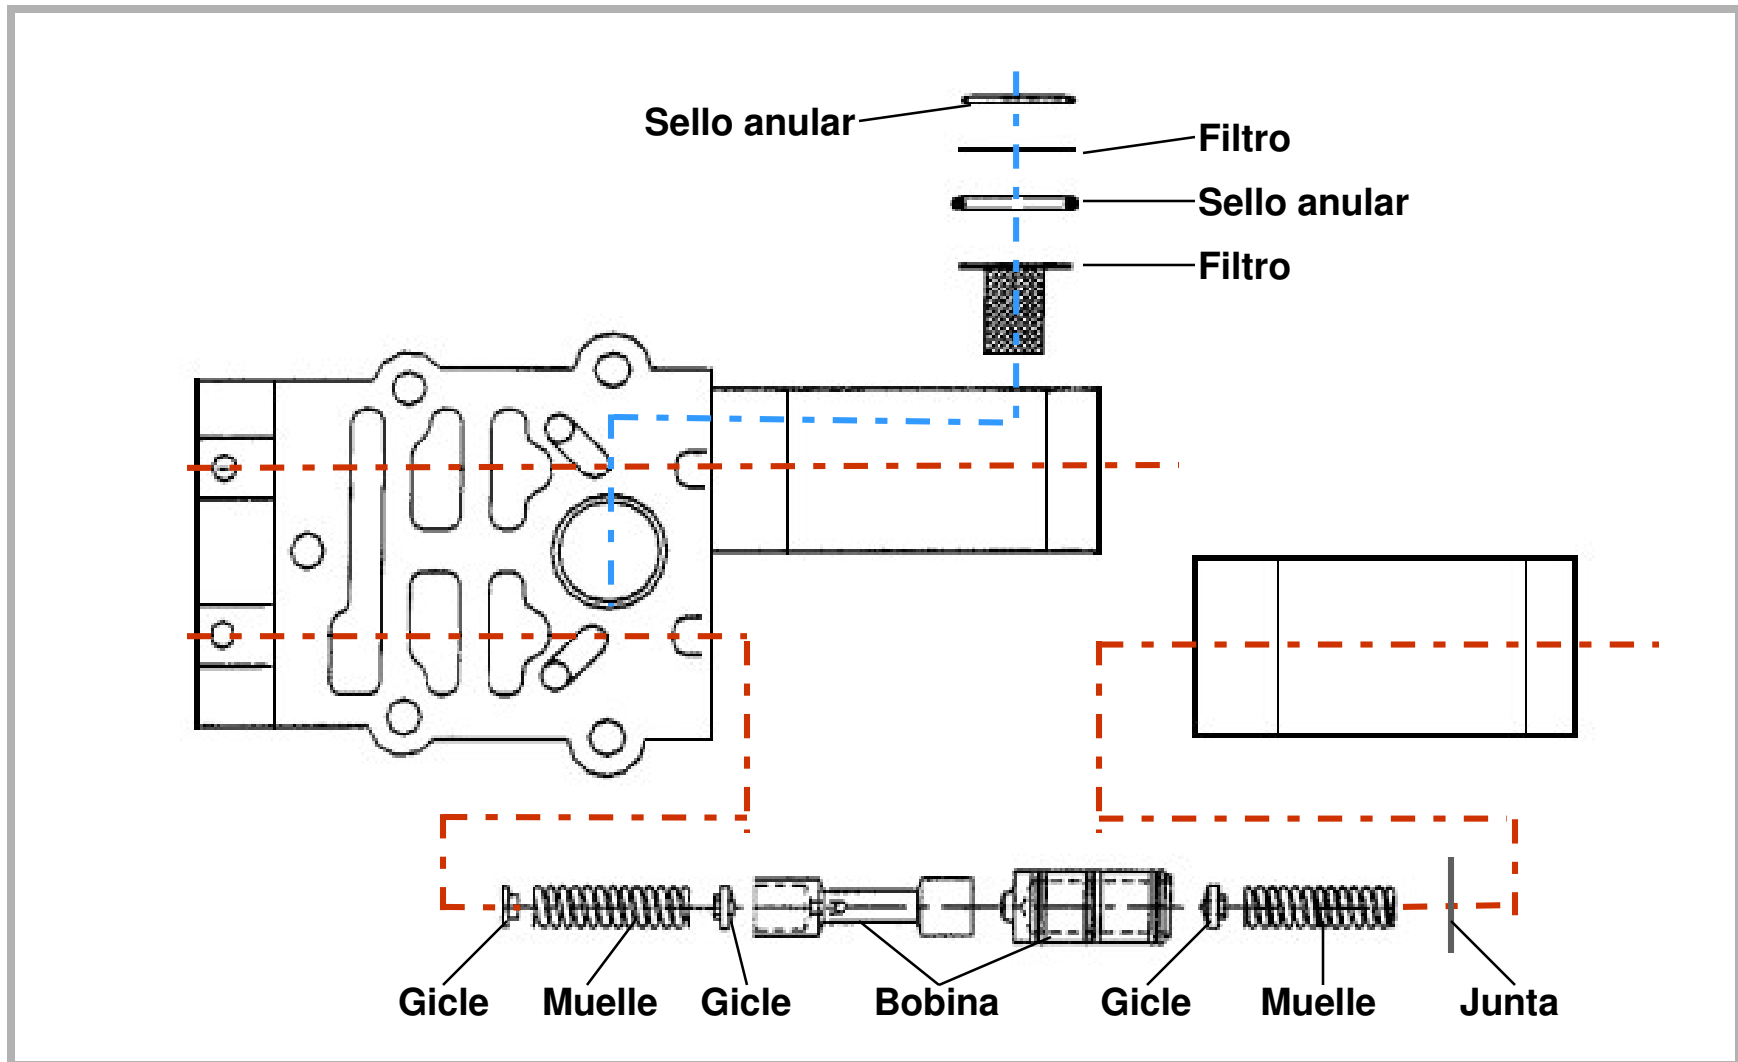 Sello anular
Filtro
Sello anular
Filtro
Gicle
Muelle
Gicle
Bobina
Gicle
Muelle
Junta